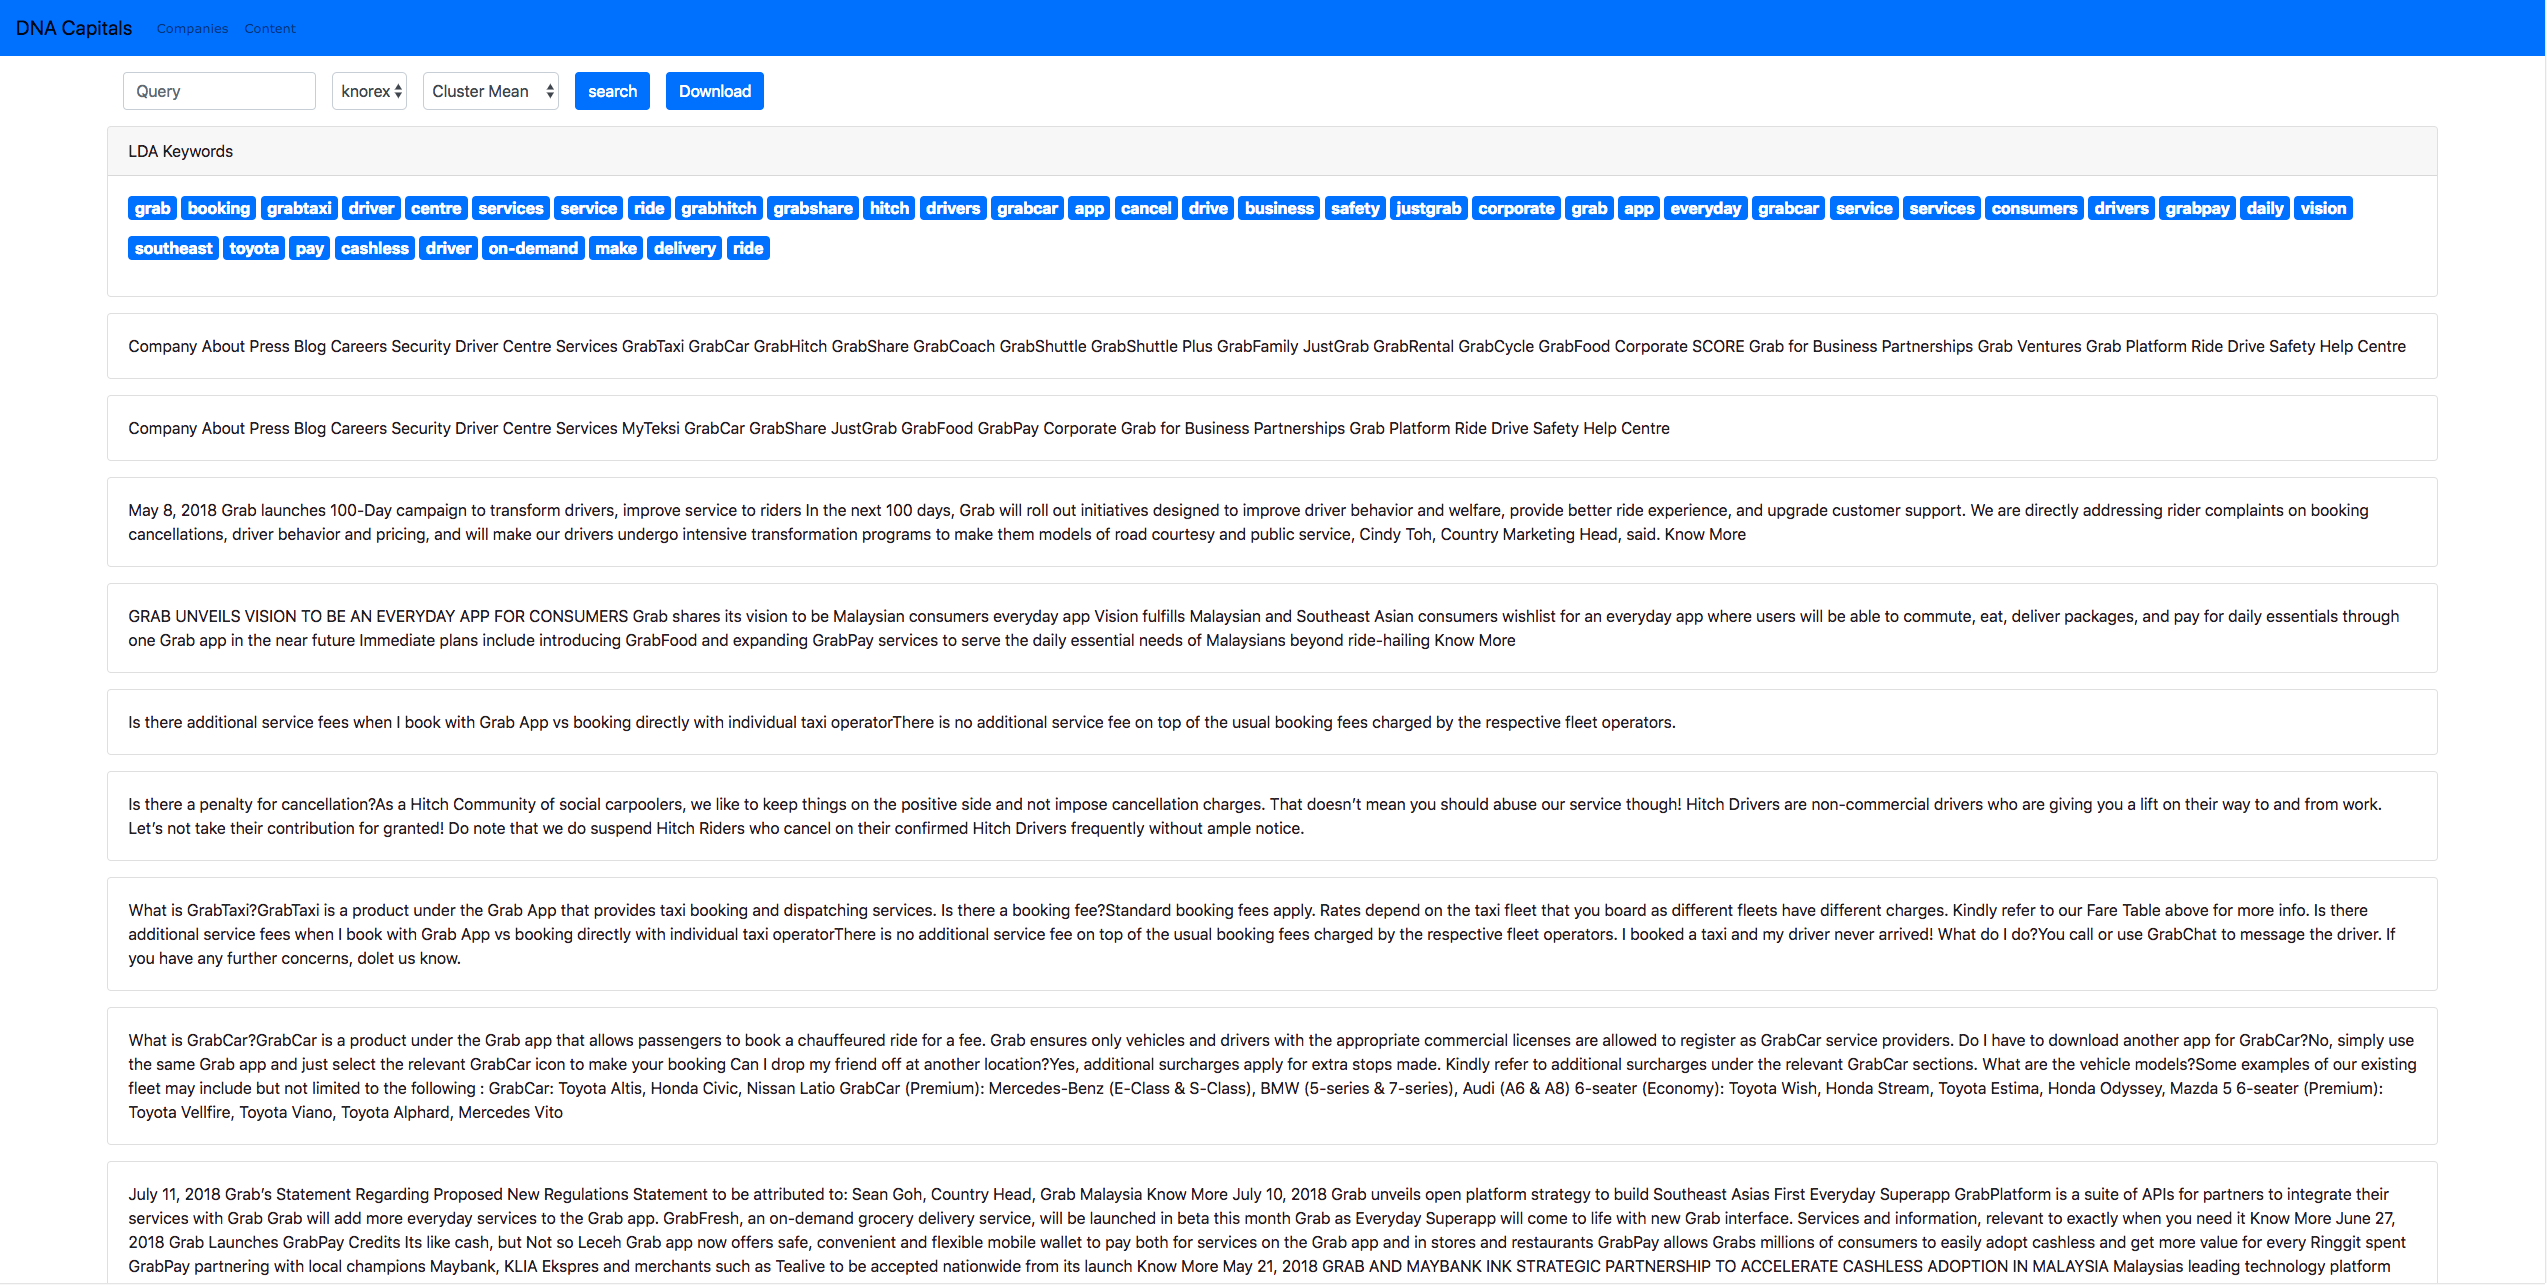 DNA Capitals Companies Content
Query knorex Cluster Mean search Download
LDA Keywords
grab booking grabtaxi driver centre services service ride grabhitch grabshare hitch drivers grabcar app cancel drive business safety justgrab corporate grab app everyday grabcar service services consumers drivers grabpay daily vision
southeast toyota pay cashless driver on-demand make delivery ride
Company About Press Blog Careers Security Driver Centre Services GrabTaxi GrabCar GrabHitch GrabShare GrabCoach GrabShuttle GrabShuttle Plus GrabFamily JustGrab GrabRental GrabCycle GrabFood Corporate SCORE Grab for Business Partnerships Grab Ventures Grab Platform Ride Drive Safety Help Centre
Company About Press Blog Careers Security Driver Centre Services MyTeksi GrabCar GrabShare JustGrab GrabFood GrabPay Corporate Grab for Business Partnerships Grab Platform Ride Drive Safety Help Centre
May 8, 2018 Grab launches 100-Day campaign to transform drivers, improve service to riders In the next 100 days, Grab will roll out initiatives designed to improve driver behavior and welfare, provide better ride experience, and upgrade customer support. We are directly addressing rider complaints on booking
cancellations, driver behavior and pricing, and will make our drivers undergo intensive transformation programs to make them models of road courtesy and public service, Cindy Toh, Country Marketing Head, said. Know More
GRAB UNVEILS VISION TO BE AN EVERYDAY APP FOR CONSUMERS Grab shares its vision to be Malaysian consumers everyday app Vision fulfills Malaysian and Southeast Asian consumers wishlist for an everyday app where users will be able to commute, eat, deliver packages, and pay for daily essentials through
one Grab app in the near future Immediate plans include introducing GrabFood and expanding GrabPay services to serve the daily essential needs of Malaysians beyond ride-hailing Know More
Is there additional service fees when I book with Grab App vs booking directly with individual taxi operatorThere is no additional service fee on top of the usual booking fees charged by the respective fleet operators.
Is there a penalty for cancellation?As a Hitch Community of social carpoolers, we like to keep things on the positive side and not impose cancellation charges. That doesn’t mean you should abuse our service though! Hitch Drivers are non-commercial drivers who are giving you a lift on their way to and from work.
Let’s not take their contribution for granted! Do note that we do suspend Hitch Riders who cancel on their confirmed Hitch Drivers frequently without ample notice.
What is GrabTaxi?GrabTaxi is a product under the Grab App that provides taxi booking and dispatching services. Is there a booking fee?Standard booking fees apply. Rates depend on the taxi fleet that you board as different fleets have different charges. Kindly refer to our Fare Table above for more info. Is there
additional service fees when I book with Grab App vs booking directly with individual taxi operatorThere is no additional service fee on top of the usual booking fees charged by the respective fleet operators. I booked a taxi and my driver never arrived! What do I do?You call or use GrabChat to message the driver. If
you have any further concerns, dolet us know.
What is GrabCar?GrabCar is a product under the Grab app that allows passengers to book a chauffeured ride for a fee. Grab ensures only vehicles and drivers with the appropriate commercial licenses are allowed to register as GrabCar service providers. Do I have to download another app for GrabCar?No, simply use
the same Grab app and just select the relevant GrabCar icon to make your booking Can I drop my friend off at another location?Yes, additional surcharges apply for extra stops made. Kindly refer to additional surcharges under the relevant GrabCar sections. What are the vehicle models?Some examples of our existing
fleet may include but not limited to the following : GrabCar: Toyota Altis, Honda Civic, Nissan Latio GrabCar (Premium): Mercedes-Benz (E-Class & S-Class), BMW (5-series & 7-series), Audi (A6 & A8) 6-seater (Economy): Toyota Wish, Honda Stream, Toyota Estima, Honda Odyssey, Mazda 5 6-seater (Premium):
Toyota Vellfire, Toyota Viano, Toyota Alphard, Mercedes Vito
July 11, 2018 Grab’s Statement Regarding Proposed New Regulations Statement to be attributed to: Sean Goh, Country Head, Grab Malaysia Know More July 10, 2018 Grab unveils open platform strategy to build Southeast Asias First Everyday Superapp GrabPlatform is a suite of APIs for partners to integrate their
services with Grab Grab will add more everyday services to the Grab app. GrabFresh, an on-demand grocery delivery service, will be launched in beta this month Grab as Everyday Superapp will come to life with new Grab interface. Services and information, relevant to exactly when you need it Know More June 27,
2018 Grab Launches GrabPay Credits Its like cash, but Not so Leceh Grab app now offers safe, convenient and flexible mobile wallet to pay both for services on the Grab app and in stores and restaurants GrabPay allows Grabs millions of consumers to easily adopt cashless and get more value for every Ringgit spent
GrabPay partnering with local champions Maybank, KLIA Ekspres and merchants such as Tealive to be accepted nationwide from its launch Know More May 21, 2018 GRAB AND MAYBANK INK STRATEGIC PARTNERSHIP TO ACCELERATE CASHLESS ADOPTION IN MALAYSIA Malaysias leading technology platform